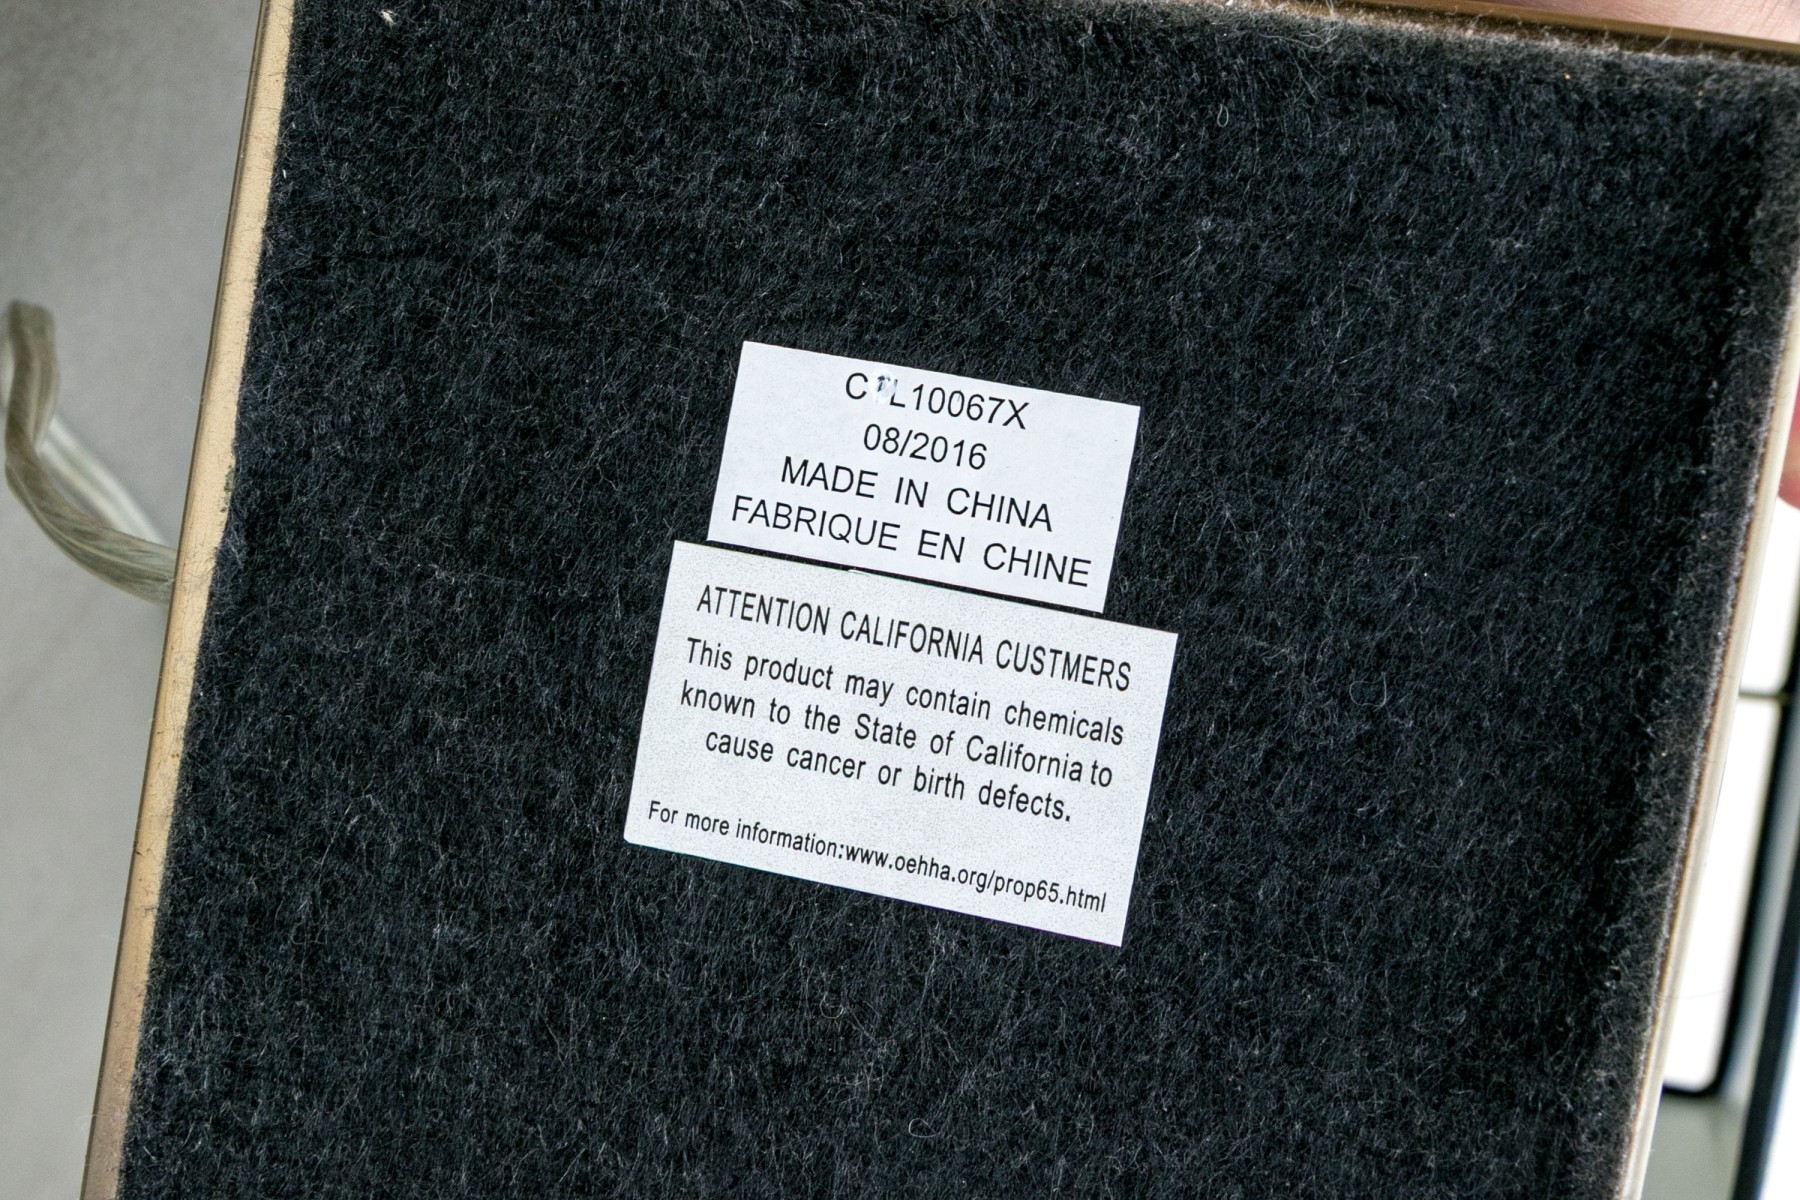 CTL10067X
08/2016
MADE IN CHINA
FABRIQUE EN CHINE
ATTENTION CALIFORNIA CUSTMERS
This product may contain chemicals
known to the State of California to
cause cancer or birth defects.
For more information:www.oehha.org/prop65.html